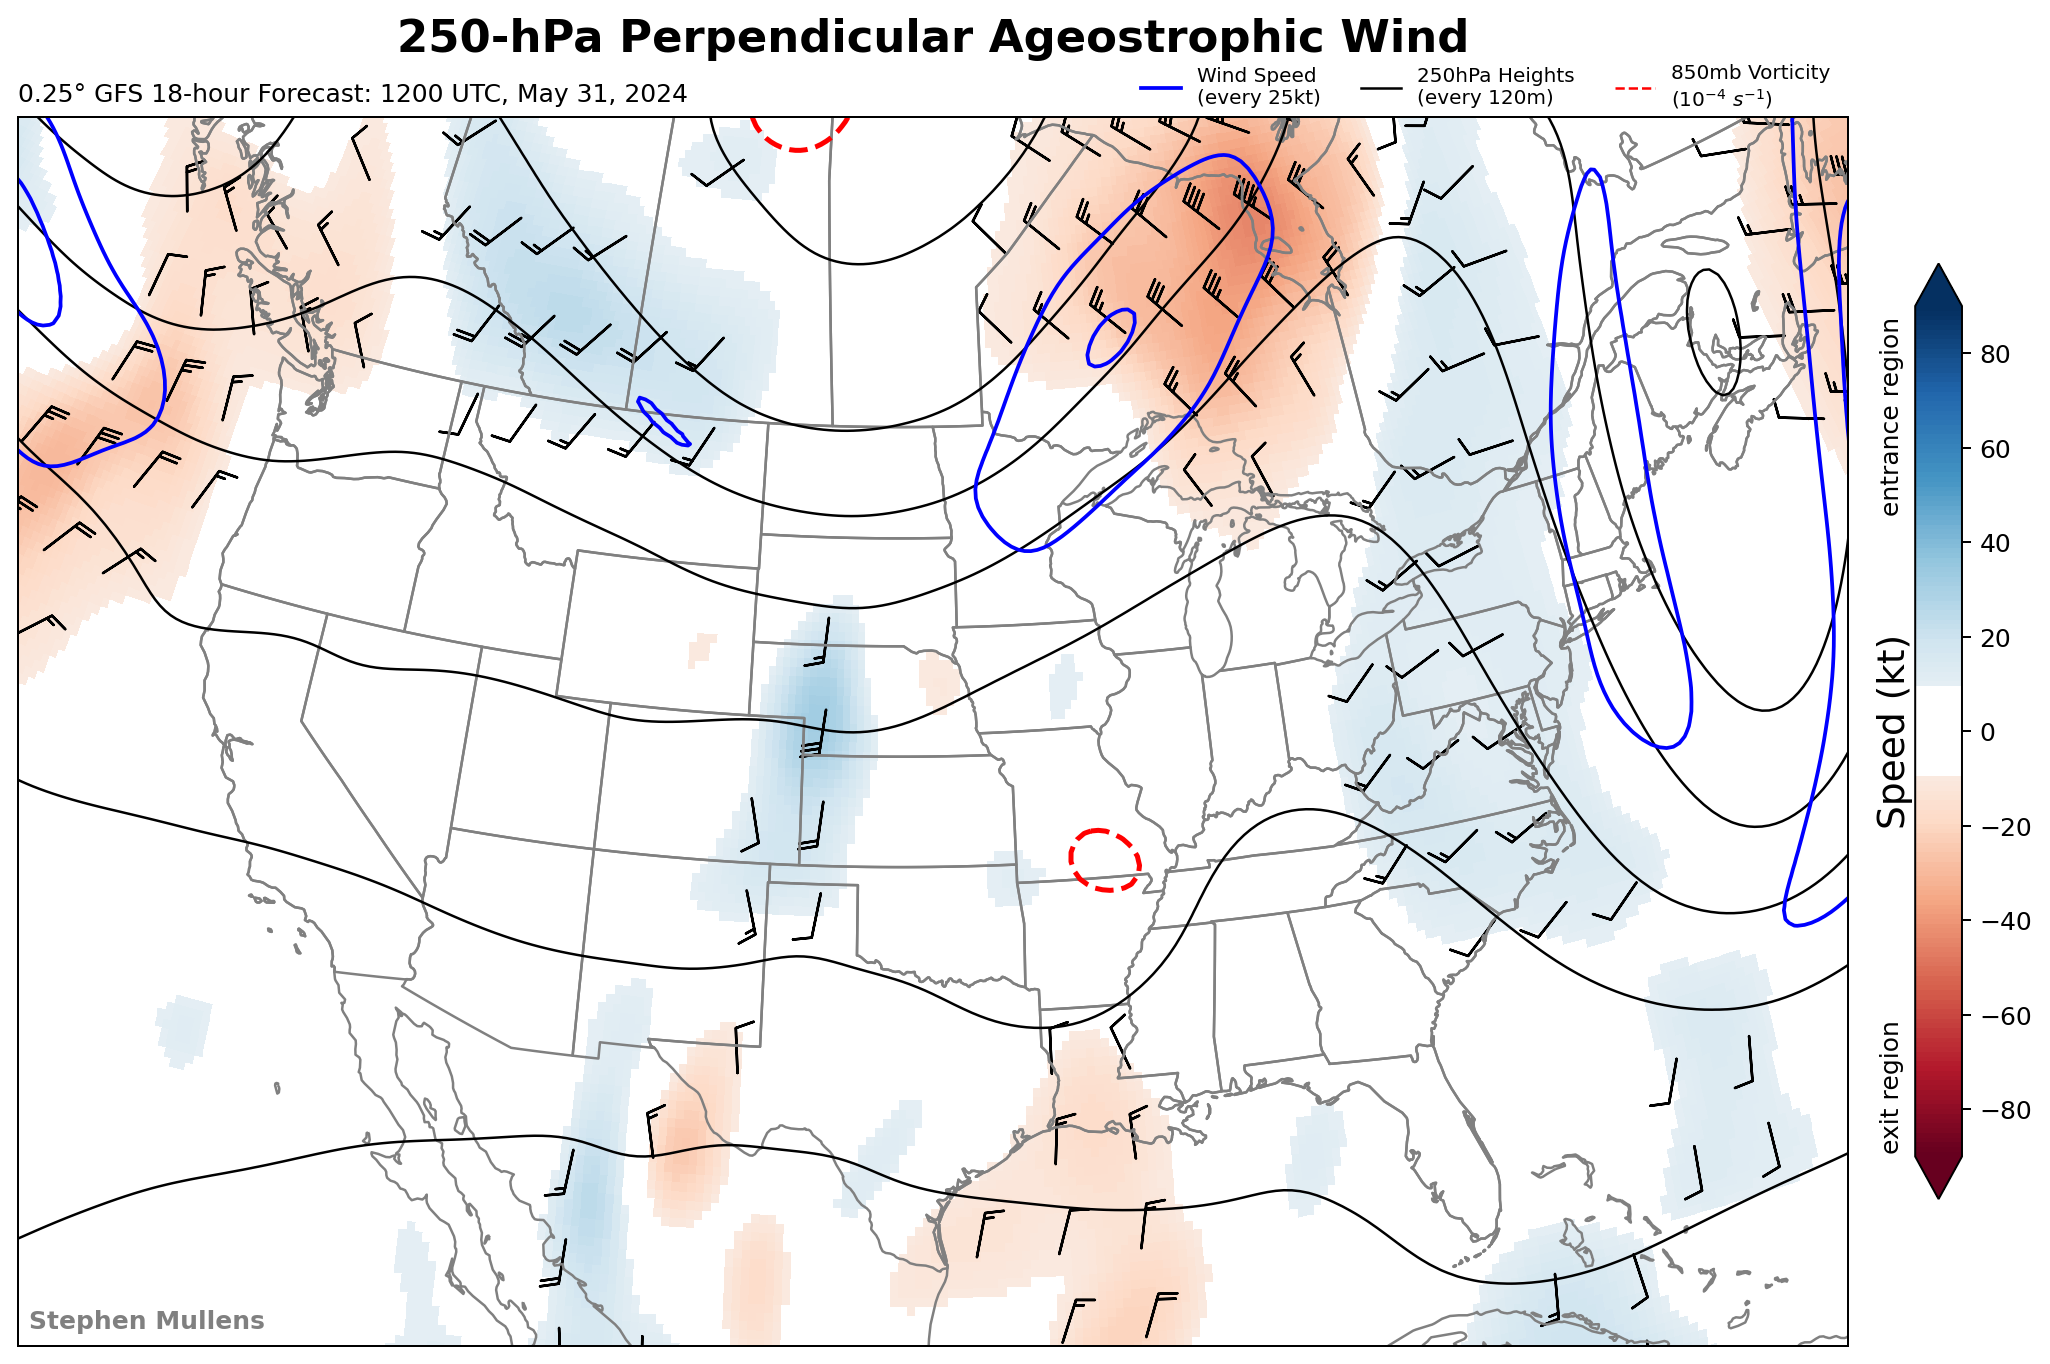 250-hPa Perpendicular Ageostrophic Wind
0.25° GFS 18-hour Forecast: 1200 UTC, May 31, 2024
Wind Speed
(every 25kt)
250hPa Heights
(every 120m)
850mb Vorticity
(10⁻⁴ s⁻¹)
entrance region
Speed (kt)
exit region
80
60
40
20
0
−20
−40
−60
−80
Stephen Mullens